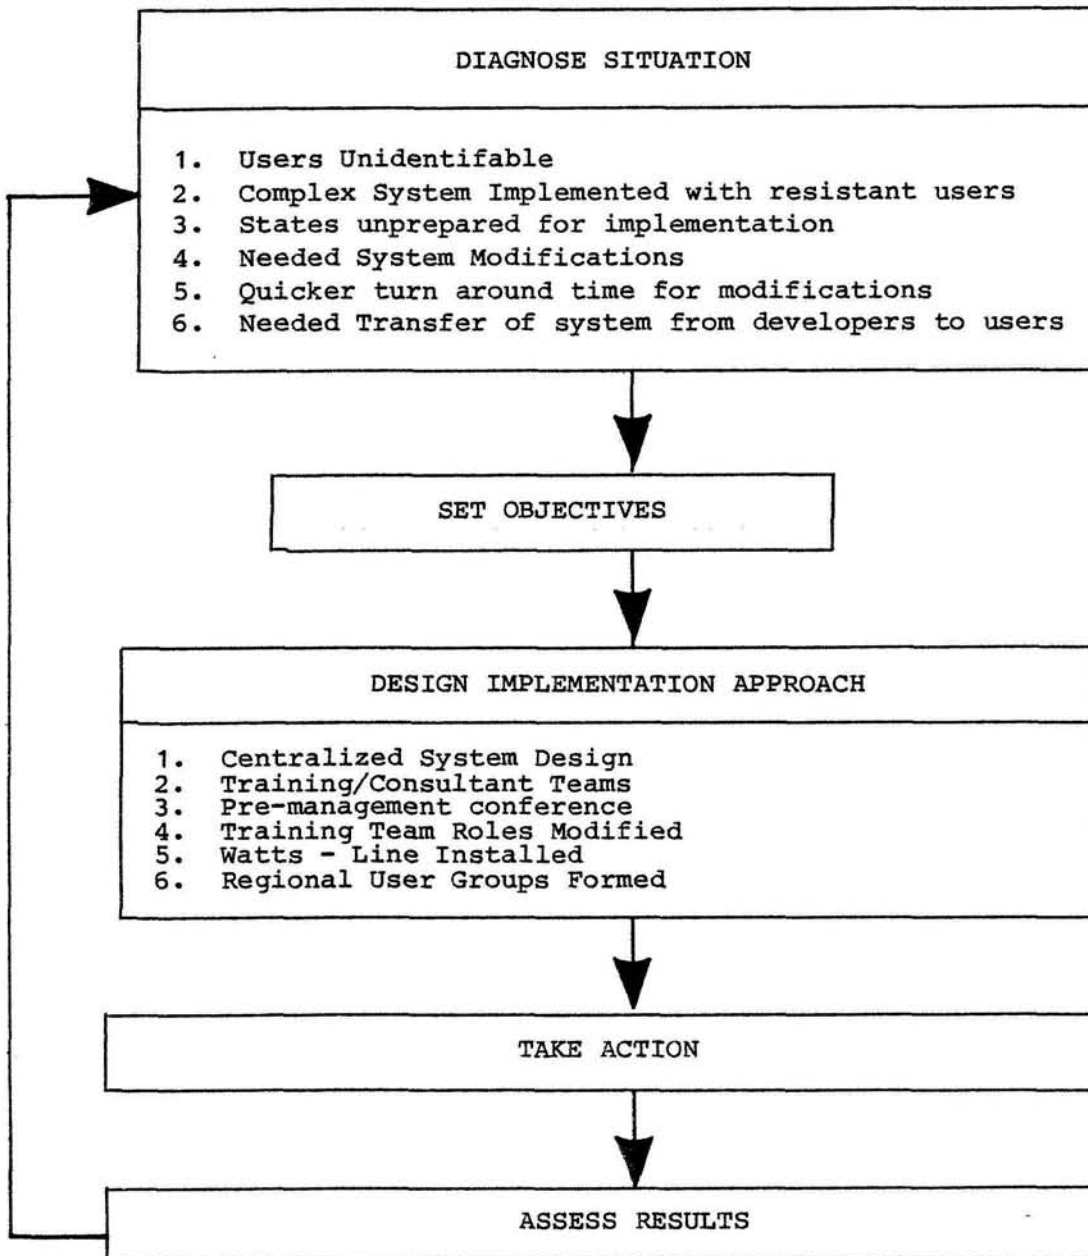 DIAGNOSE SITUATION
1. Users Unidentifable
2. Complex System Implemented with resistant users
3. States unprepared for implementation
4. Needed System Modifications
5. Quicker turn around time for modifications
6. Needed Transfer of system from developers to users
SET OBJECTIVES
DESIGN IMPLEMENTATION APPROACH
1. Centralized System Design
2. Training/Consultant Teams
3. Pre-management conference
4. Training Team Roles Modified
5. Watts - Line Installed
6. Regional User Groups Formed
TAKE ACTION
ASSESS RESULTS